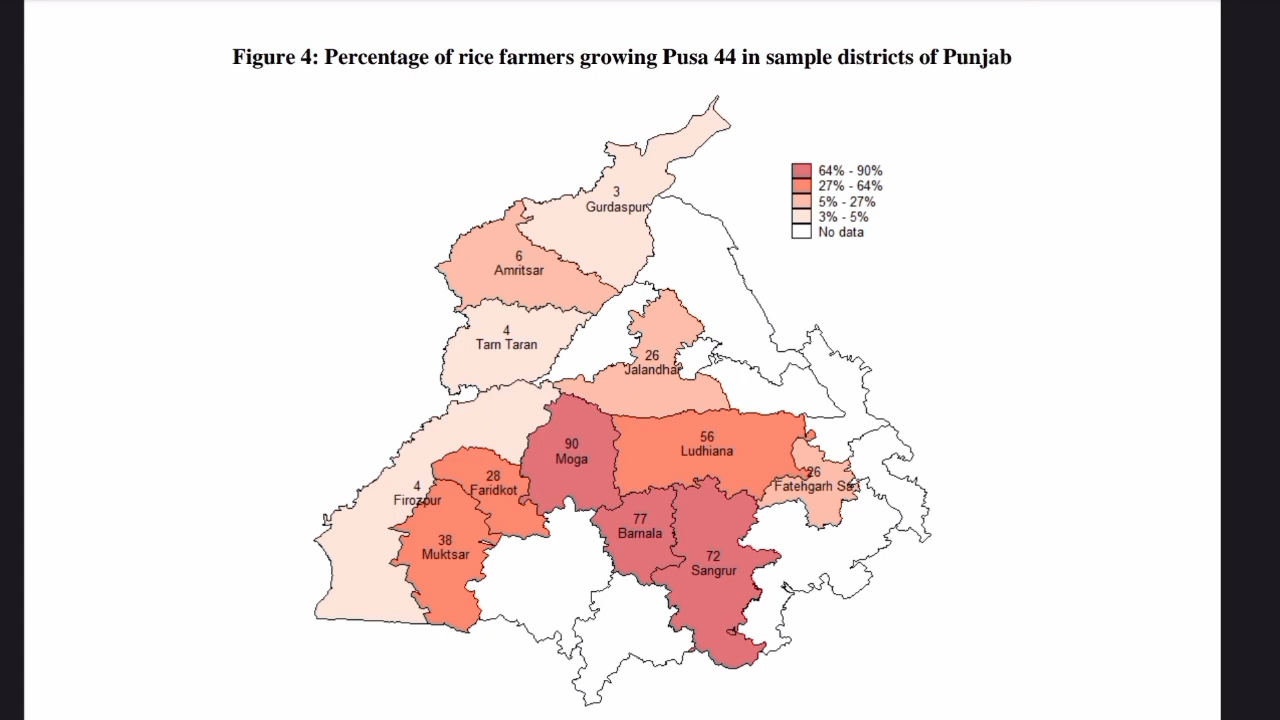 Figure 4: Percentage of rice farmers growing Pusa 44 in sample districts of Punjab
64% - 90%
27% - 64%
5% - 27%
3% - 5%
No data
3
Gurdaspur
6
Amritsar
4
Tarn Taran
26
Jalandhar
90
Moga
56
Ludhiana
26
Fatehgarh Sa
28
Faridkot
4
Firozpur
77
Barnala
38
Muktsar
72
Sangrur